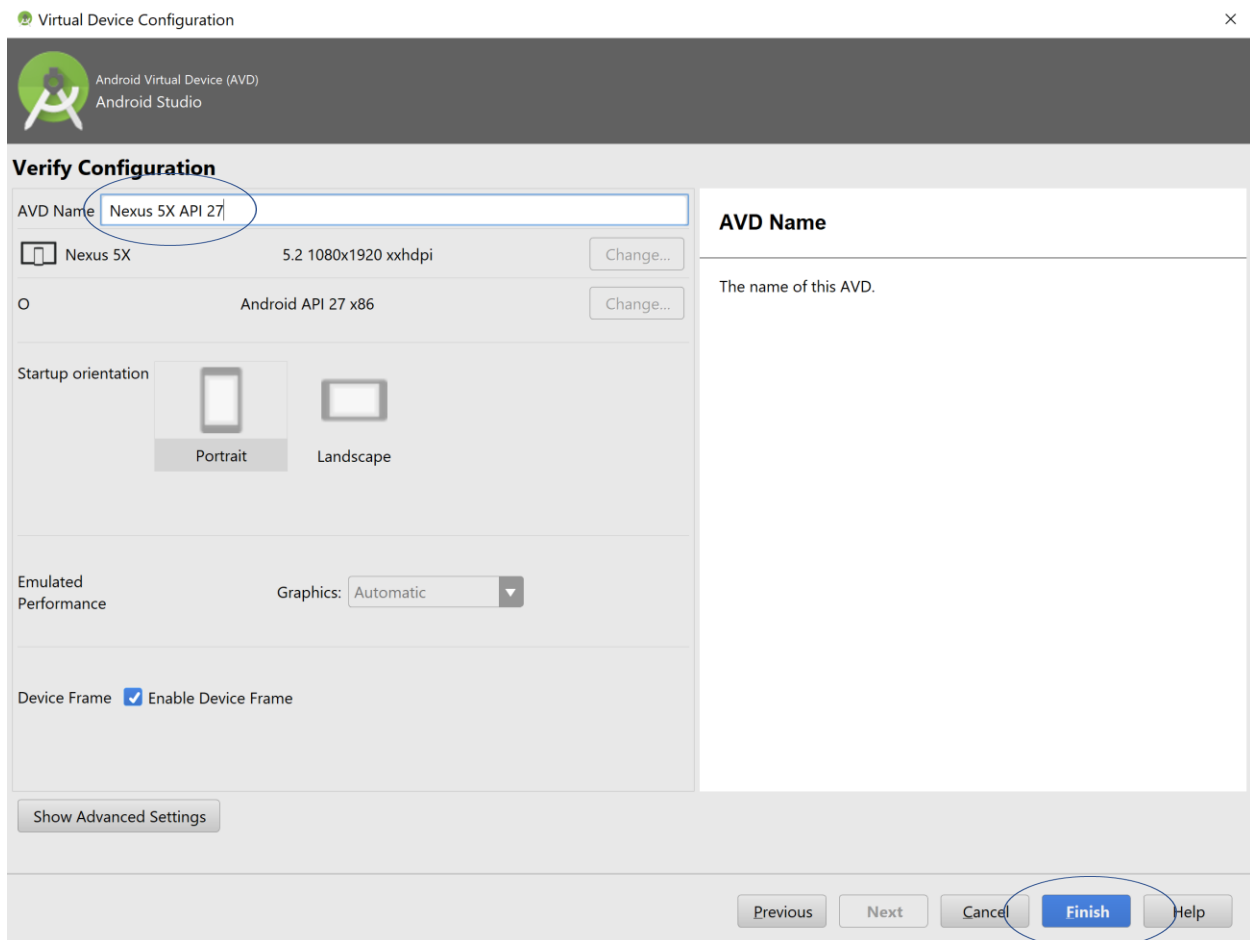 Virtual Device Configuration
Android Virtual Device (AVD)
Android Studio
Verify Configuration
AVD Name Nexus 5X API 27
Nexus 5X 5.2 1080x1920 xxhdpi Change...
O Android API 27 x86 Change...
Startup orientation
Portrait Landscape
Emulated
Performance
Graphics: Automatic
Device Frame Enable Device Frame
Show Advanced Settings
AVD Name
The name of this AVD.
Previous Next Cancel Finish Help